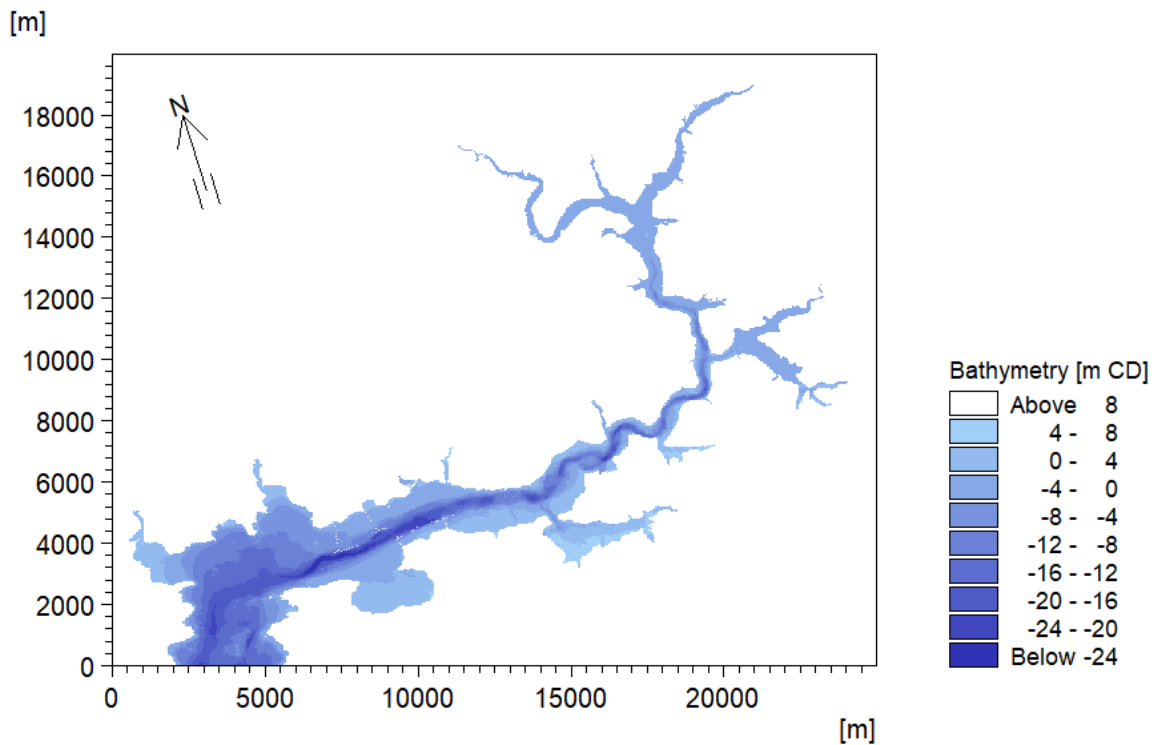 [m]
N
18000
16000
14000
12000
10000
8000
6000
4000
2000
0
0 5000 10000 15000 20000
[m]
Bathymetry [m CD]
Above 8
4 - 8
0 - 4
-4 - 0
-8 - -4
-12 - -8
-16 - -12
-20 - -16
-24 - -20
Below -24